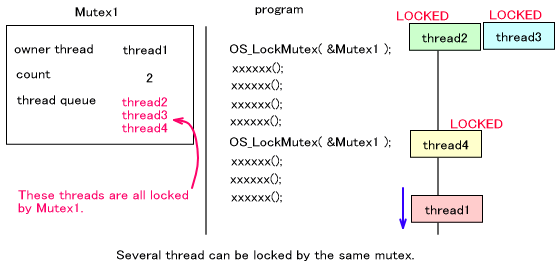 Mutex1
owner thread thread1
count 2
thread queue thread2
thread3
thread4
These threads are all locked
by Mutex1.
program
OS_LockMutex( &Mutex1 );
xxxxxx();
xxxxxx();
xxxxxx();
xxxxxx();
OS_LockMutex( &Mutex1 );
xxxxxx();
xxxxxx();
xxxxxx();
LOCKED LOCKED
thread2 thread3
LOCKED
thread4
thread1
Several thread can be locked by the same mutex.